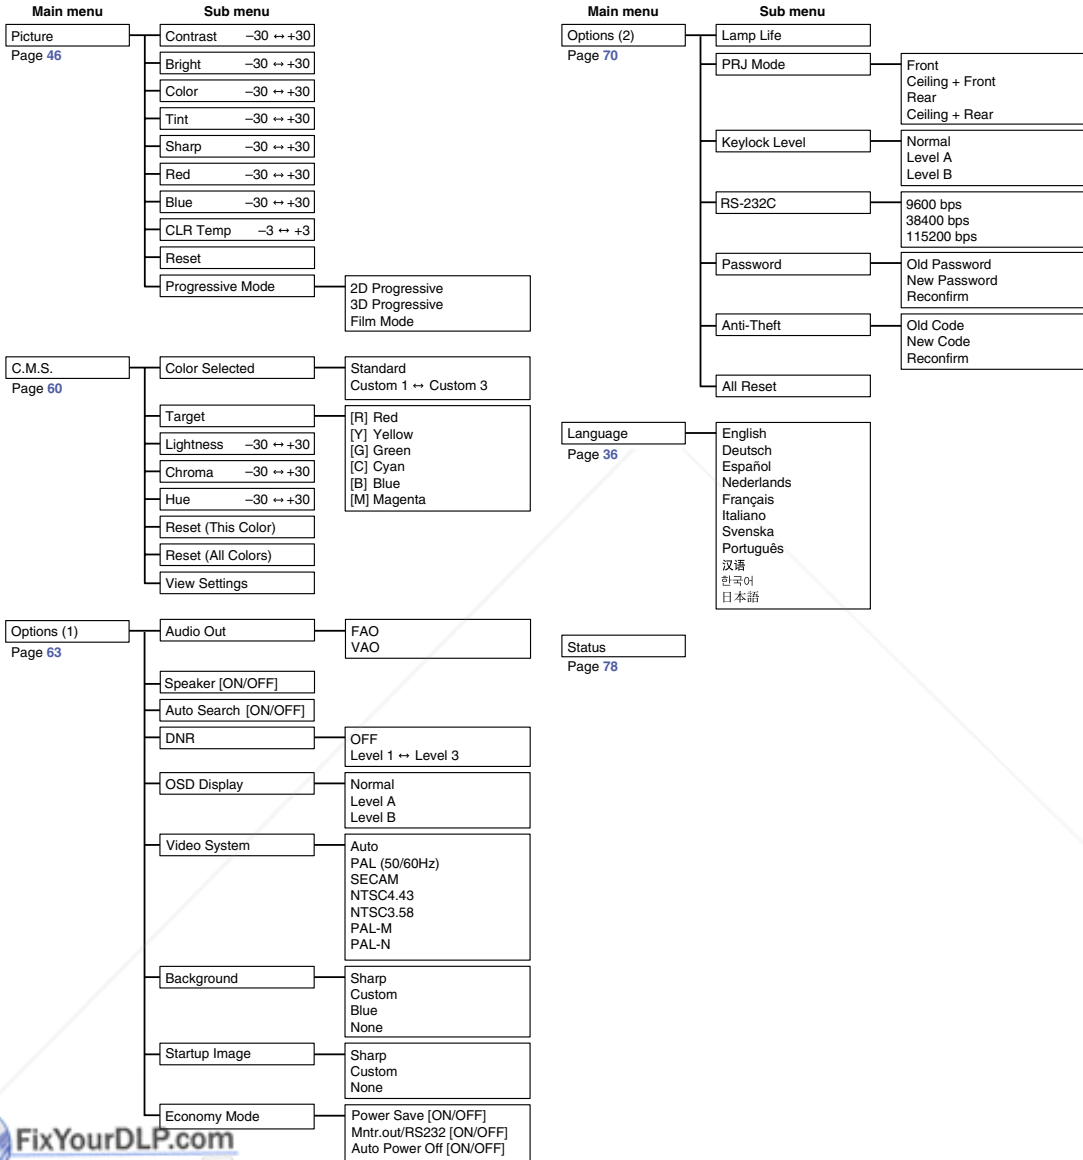 Main menu
Sub menu
Picture
Page 46
Contrast −30 ↔ +30
Bright −30 ↔ +30
Color −30 ↔ +30
Tint −30 ↔ +30
Sharp −30 ↔ +30
Red −30 ↔ +30
Blue −30 ↔ +30
CLR Temp −3 ↔ +3
Reset
Progressive Mode
2D Progressive
3D Progressive
Film Mode
C.M.S.
Page 60
Color Selected
Standard
Custom 1 ↔ Custom 3
Target
[R] Red
[Y] Yellow
[G] Green
[C] Cyan
[B] Blue
[M] Magenta
Lightness −30 ↔ +30
Chroma −30 ↔ +30
Hue −30 ↔ +30
Reset (This Color)
Reset (All Colors)
View Settings
Options (1)
Page 63
Audio Out
FAO
VAO
Speaker [ON/OFF]
Auto Search [ON/OFF]
DNR
OFF
Level 1 ↔ Level 3
OSD Display
Normal
Level A
Level B
Video System
Auto
PAL (50/60Hz)
SECAM
NTSC4.43
NTSC3.58
PAL-M
PAL-N
Background
Sharp
Custom
Blue
None
Startup Image
Sharp
Custom
None
Economy Mode
Power Save [ON/OFF]
Mntr.out/RS232 [ON/OFF]
Auto Power Off [ON/OFF]
Main menu
Sub menu
Options (2)
Page 70
Lamp Life
PRJ Mode
Front
Ceiling + Front
Rear
Ceiling + Rear
Keylock Level
Normal
Level A
Level B
RS-232C
9600 bps
38400 bps
115200 bps
Password
Old Password
New Password
Reconfirm
Anti-Theft
Old Code
New Code
Reconfirm
All Reset
Language
Page 36
English
Deutsch
Español
Nederlands
Français
Italiano
Svenska
Português
汉语
한국어
日本語
Status
Page 78
FixYourDLP.com